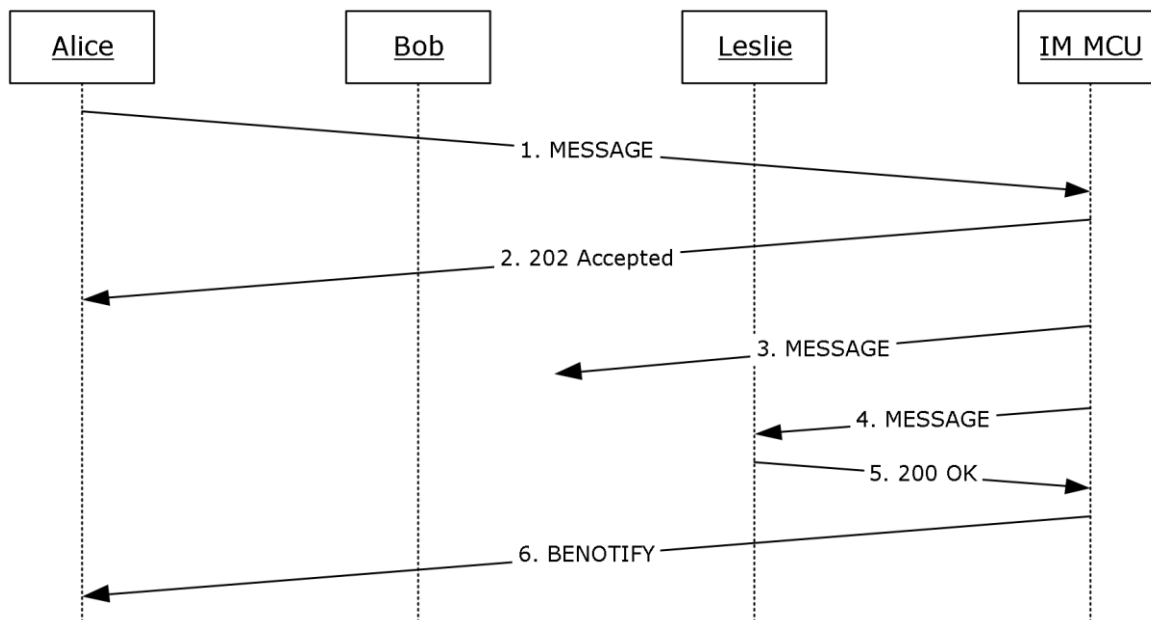 Alice
Bob
Leslie
IM MCU
1. MESSAGE
2. 202 Accepted
3. MESSAGE
4. MESSAGE
5. 200 OK
6. BENOTIFY